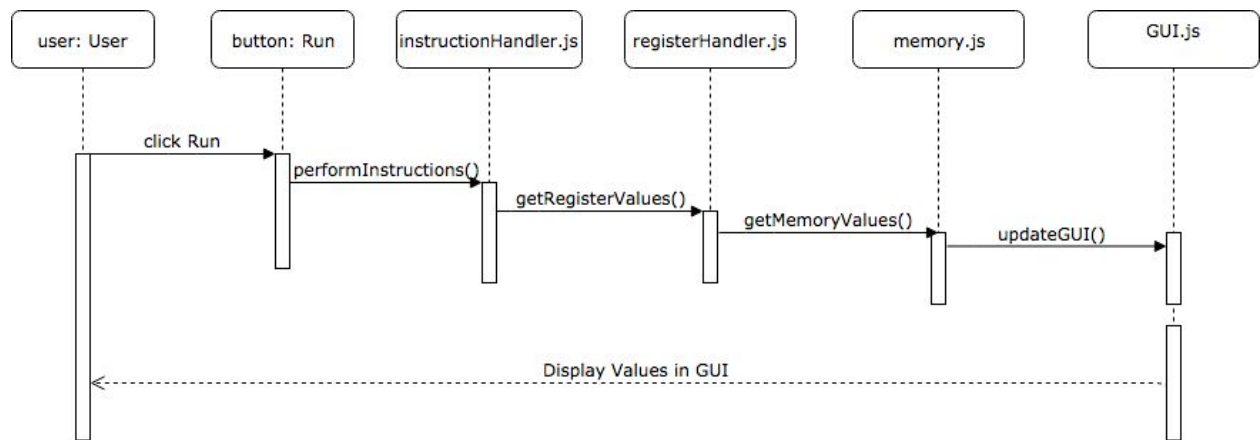 user: User
button: Run
instructionHandler.js
registerHandler.js
memory.js
GUI.js
click Run
performInstructions()
getRegisterValues()
getMemoryValues()
updateGUI()
Display Values in GUI